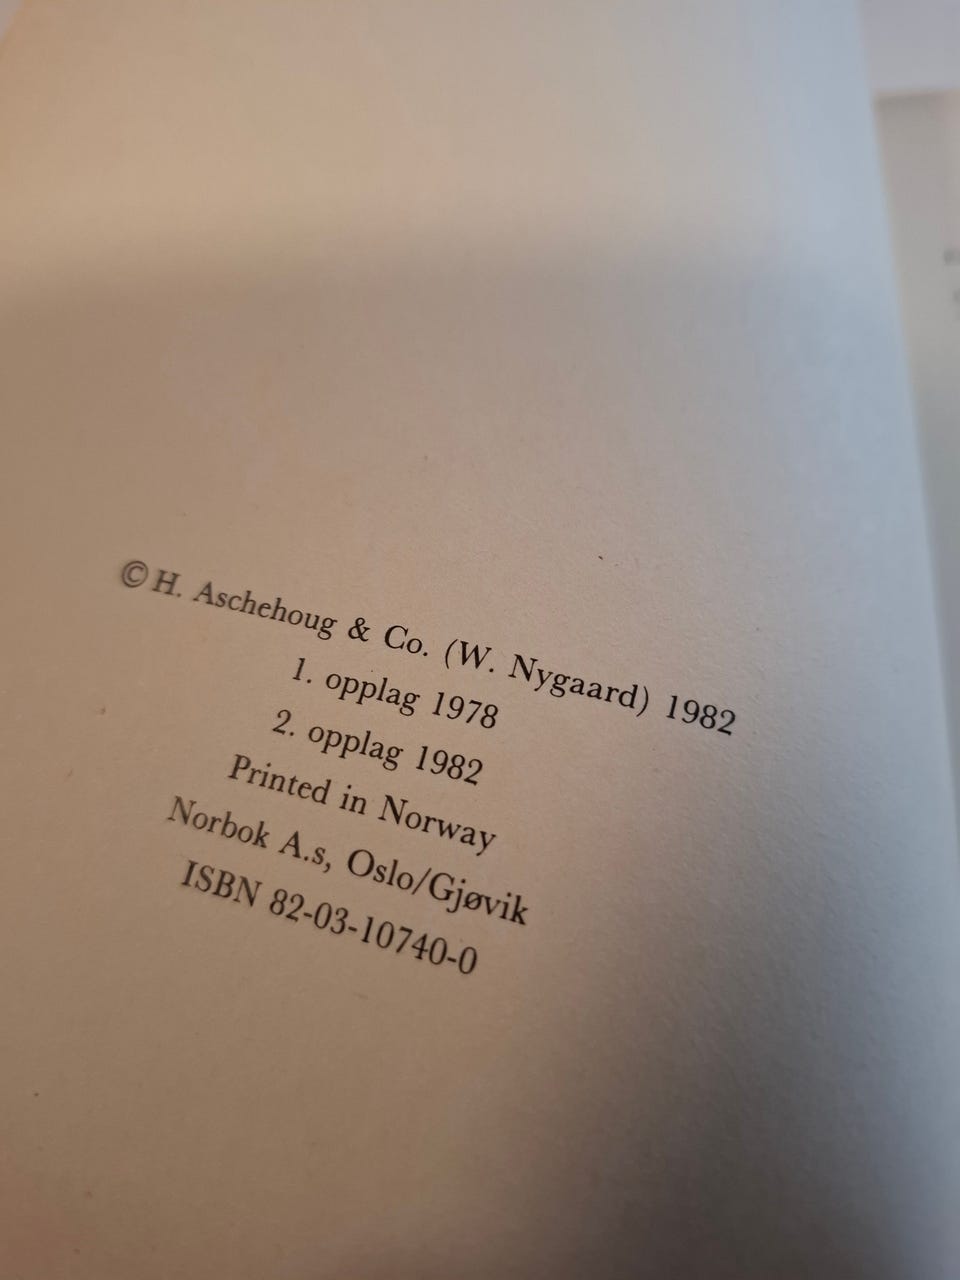 © H. Aschehoug & Co. (W. Nygaard) 1982
1. opplag 1978
2. opplag 1982
Printed in Norway
Norbok A.s, Oslo/Gjøvik
ISBN 82-03-10740-0